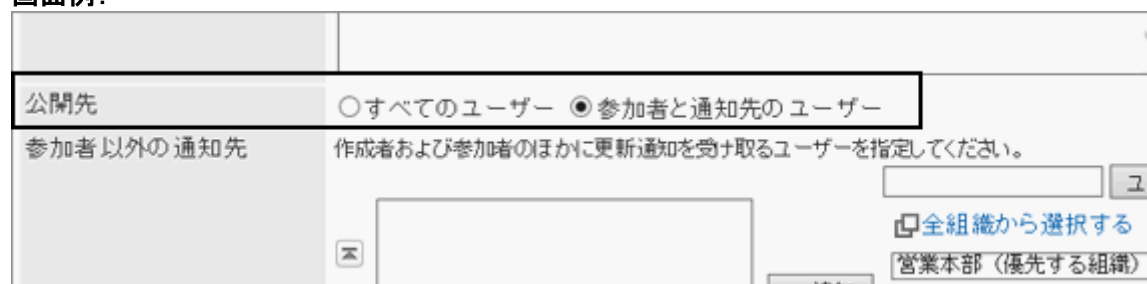 公開先
○すべてのユーザー ◉参加者と通知先のユーザー
参加者以外の通知先
作成者および参加者のほかに更新通知を受け取るユーザーを指定してください。
全組織から選択する
営業本部（優先する組織）